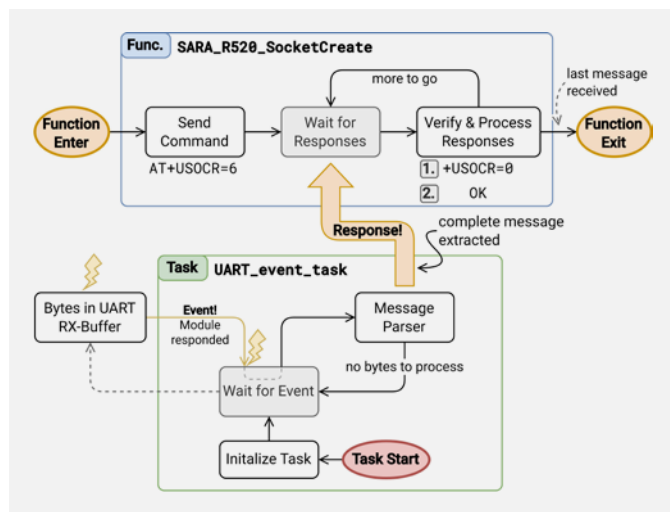 Func. SARA_R520_SocketCreate
more to go
last message
received
Function
Enter
Send
Command
Wait for
Responses
Verify & Process
Responses
Function
Exit
AT+USOCR=6
1. +USOCR=0
2. OK
Response!
complete message
extracted
Task UART_event_task
Bytes in UART
RX-Buffer
Event!
Module
responded
Message
Parser
no bytes to process
Wait for Event
Initalize Task
Task Start